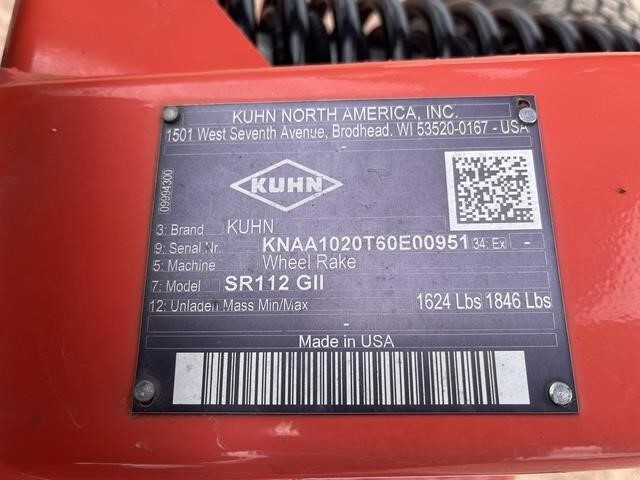 KUHN NORTH AMERICA, INC.
1501 West Seventh Avenue, Brodhead. WI 53520-0167 - USA
09994300
KUHN
3: Brand KUHN
9: Serial Nr. KNAA1020T60E00951 34: Ex -
5: Machine Wheel Rake
7: Model SR112 GII
12: Unladen Mass Min/Max 1624 Lbs 1846 Lbs
-
Made in USA